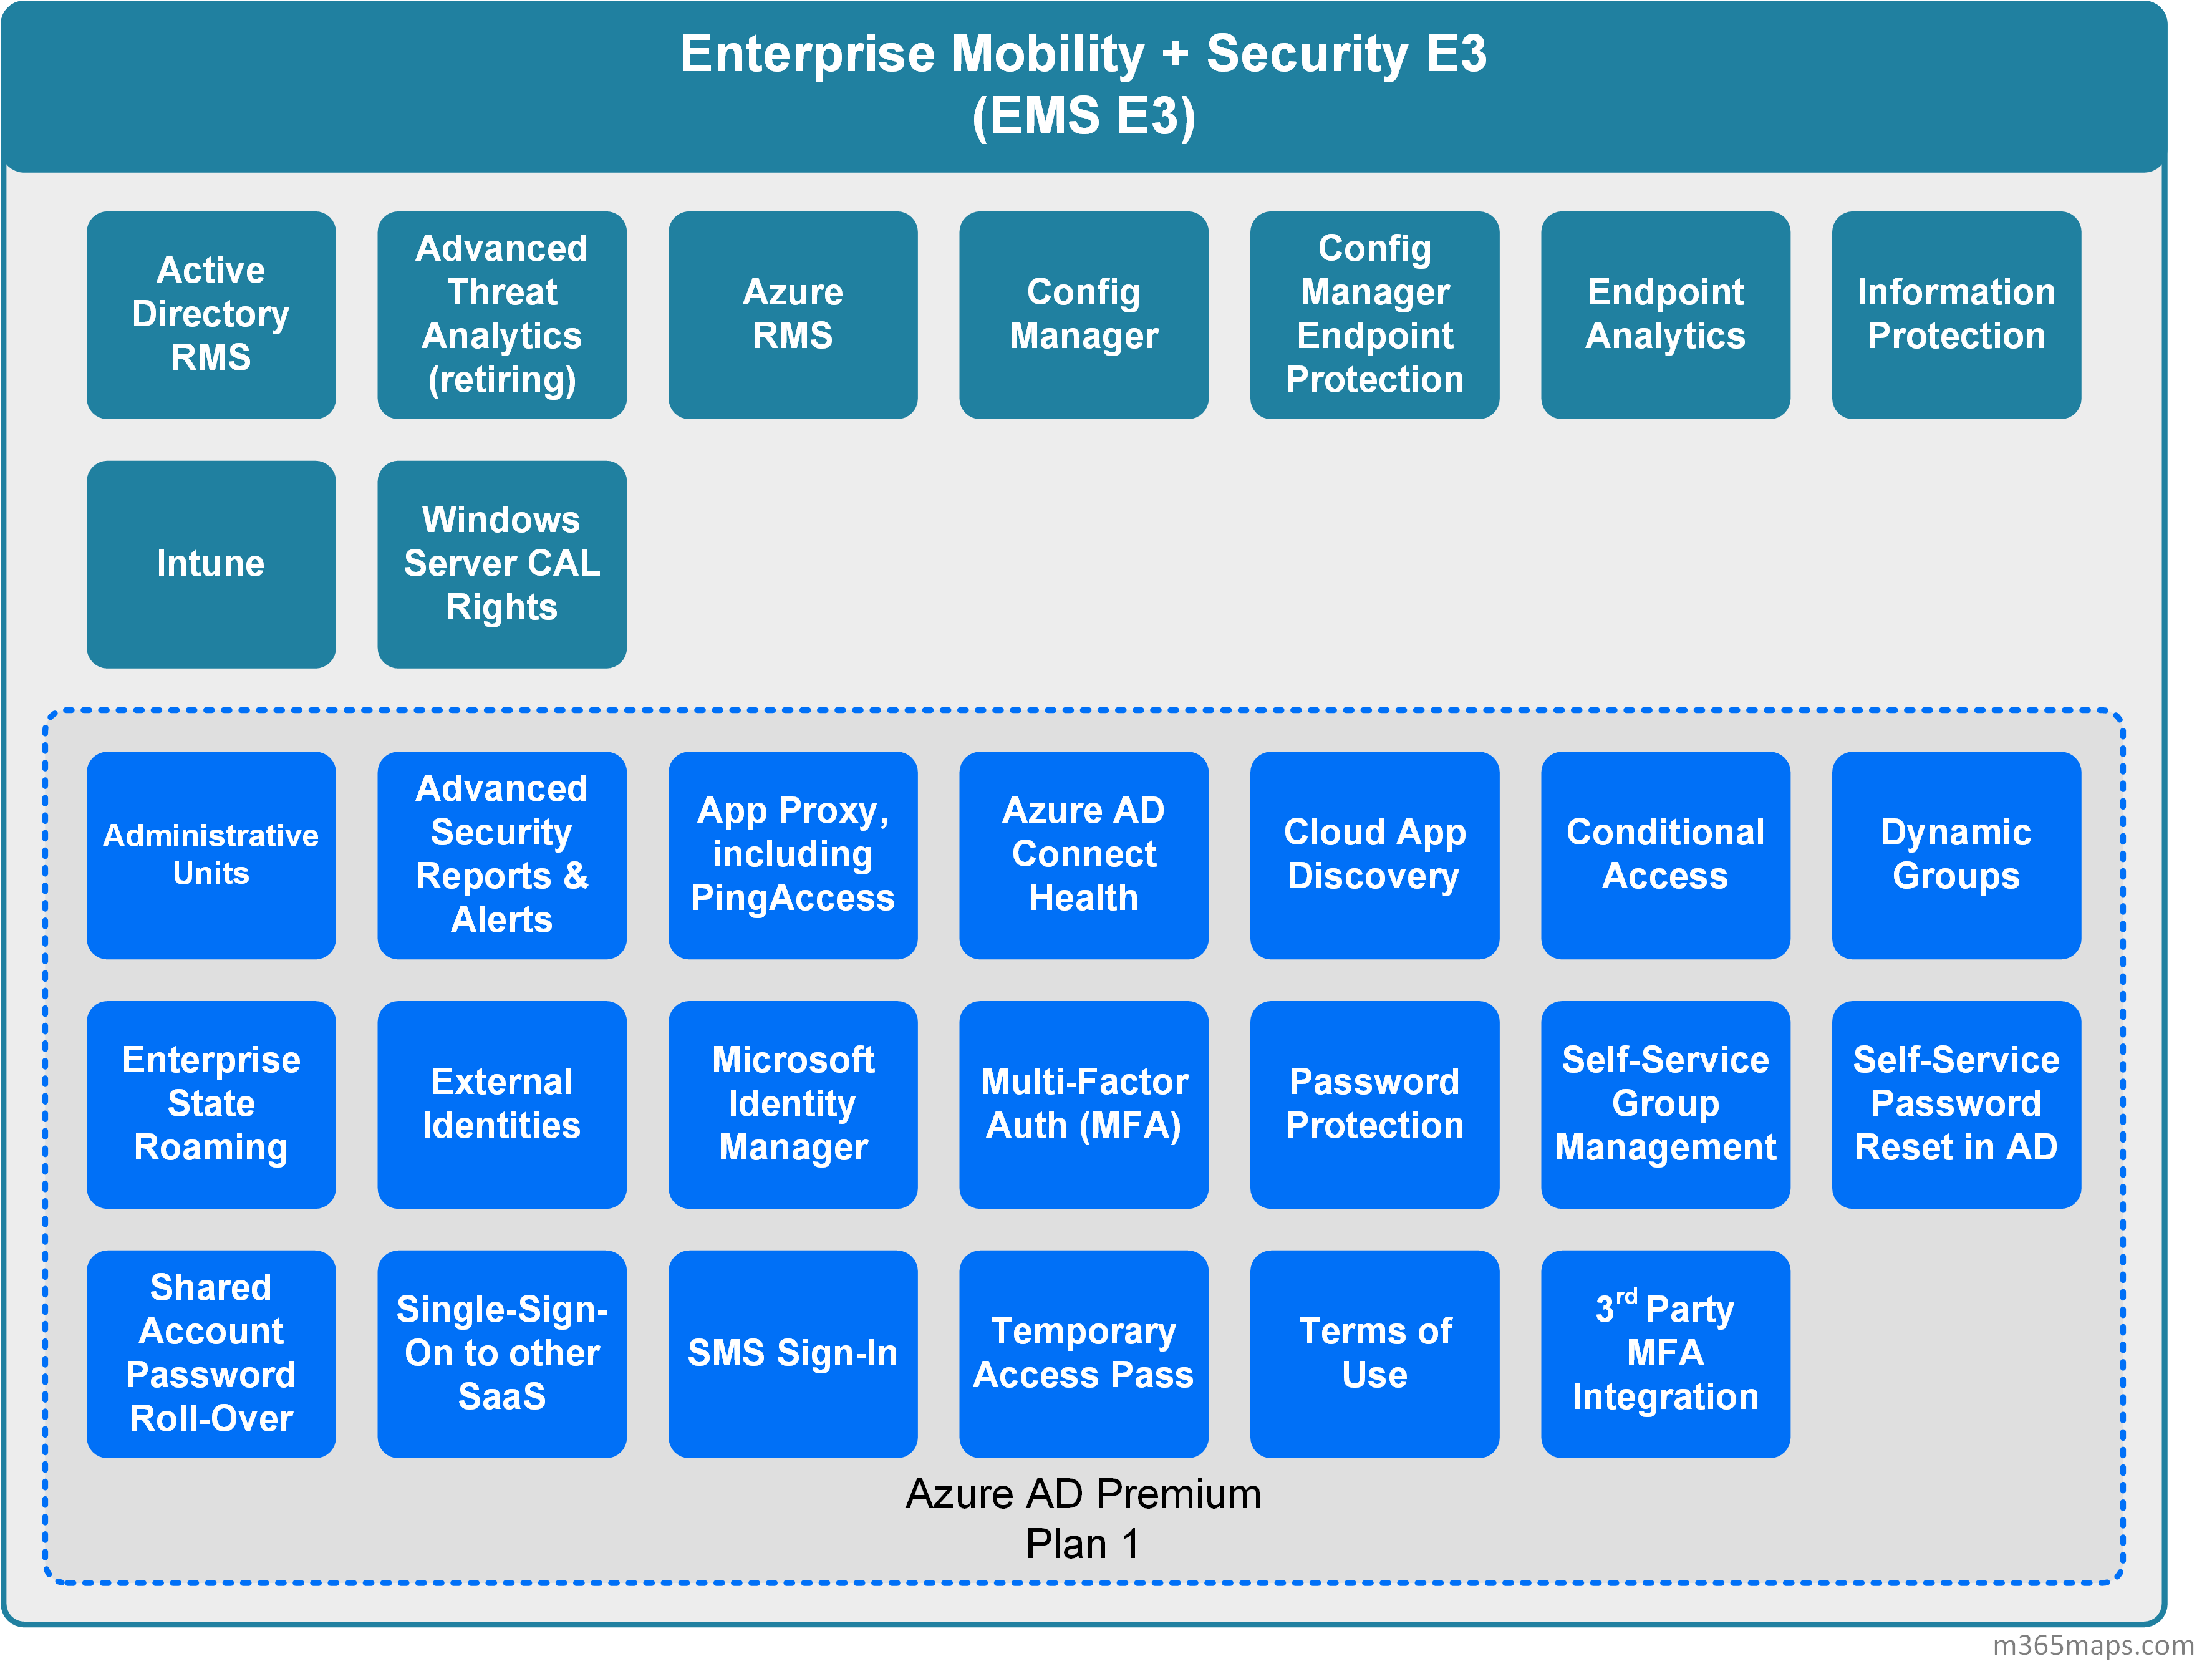 Enterprise Mobility + Security E3
(EMS E3)
Active
Directory
RMS
Advanced
Threat
Analytics
(retiring)
Azure
RMS
Config
Manager
Config
Manager
Endpoint
Protection
Endpoint
Analytics
Information
Protection
Intune
Windows
Server CAL
Rights
Administrative
Units
Advanced
Security
Reports &
Alerts
App Proxy,
including
PingAccess
Azure AD
Connect
Health
Cloud App
Discovery
Conditional
Access
Dynamic
Groups
Enterprise
State
Roaming
External
Identities
Microsoft
Identity
Manager
Multi-Factor
Auth (MFA)
Password
Protection
Self-Service
Group
Management
Self-Service
Password
Reset in AD
Shared
Account
Password
Roll-Over
Single-Sign-
On to other
SaaS
SMS Sign-In
Temporary
Access Pass
Terms of
Use
3rd Party
MFA
Integration
Azure AD Premium
Plan 1
m365maps.com